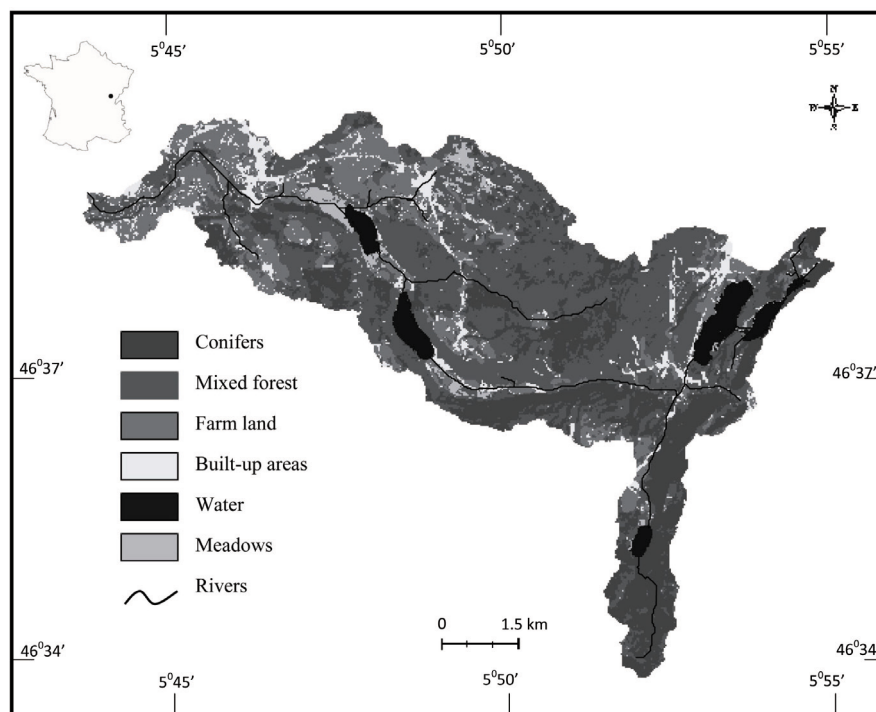 5⁰45’ 5⁰50’ 5⁰55’
N
E
S
Conifers
Mixed forest
46⁰37’ 46⁰37’
Farm land
Built-up areas
Water
Meadows
Rivers
0 1.5 km
46⁰34’ 46⁰34
5⁰45’ 5⁰50’ 5⁰55’